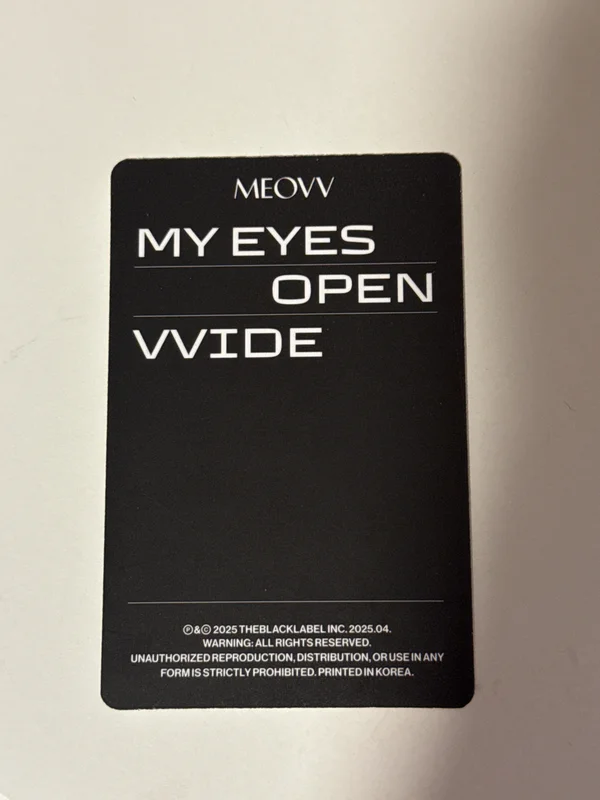 MEOVV
MY EYES
OPEN
VVIDE
℗&© 2025 THEBLACKLABEL INC. 2025.04.
WARNING: ALL RIGHTS RESERVED.
UNAUTHORIZED REPRODUCTION, DISTRIBUTION, OR USE IN ANY
FORM IS STRICTLY PROHIBITED. PRINTED IN KOREA.